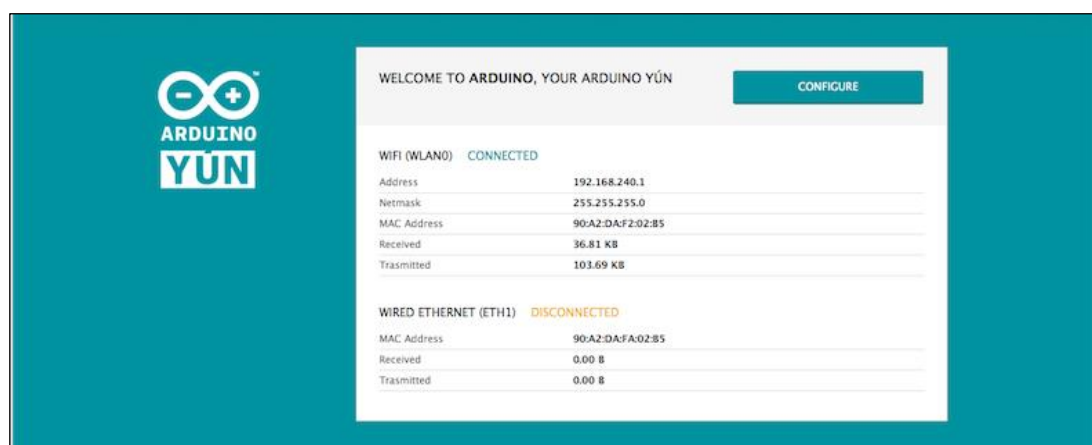 ARDUINO
YÚN
WELCOME TO ARDUINO, YOUR ARDUINO YÚN
CONFIGURE
WIFI (WLAN0) CONNECTED
Address 192.168.240.1
Netmask 255.255.255.0
MAC Address 90:A2:DA:F2:02:B5
Received 36.81 KB
Trasmitted 103.69 KB
WIRED ETHERNET (ETH1) DISCONNECTED
MAC Address 90:A2:DA:FA:02:B5
Received 0.00 B
Trasmitted 0.00 B